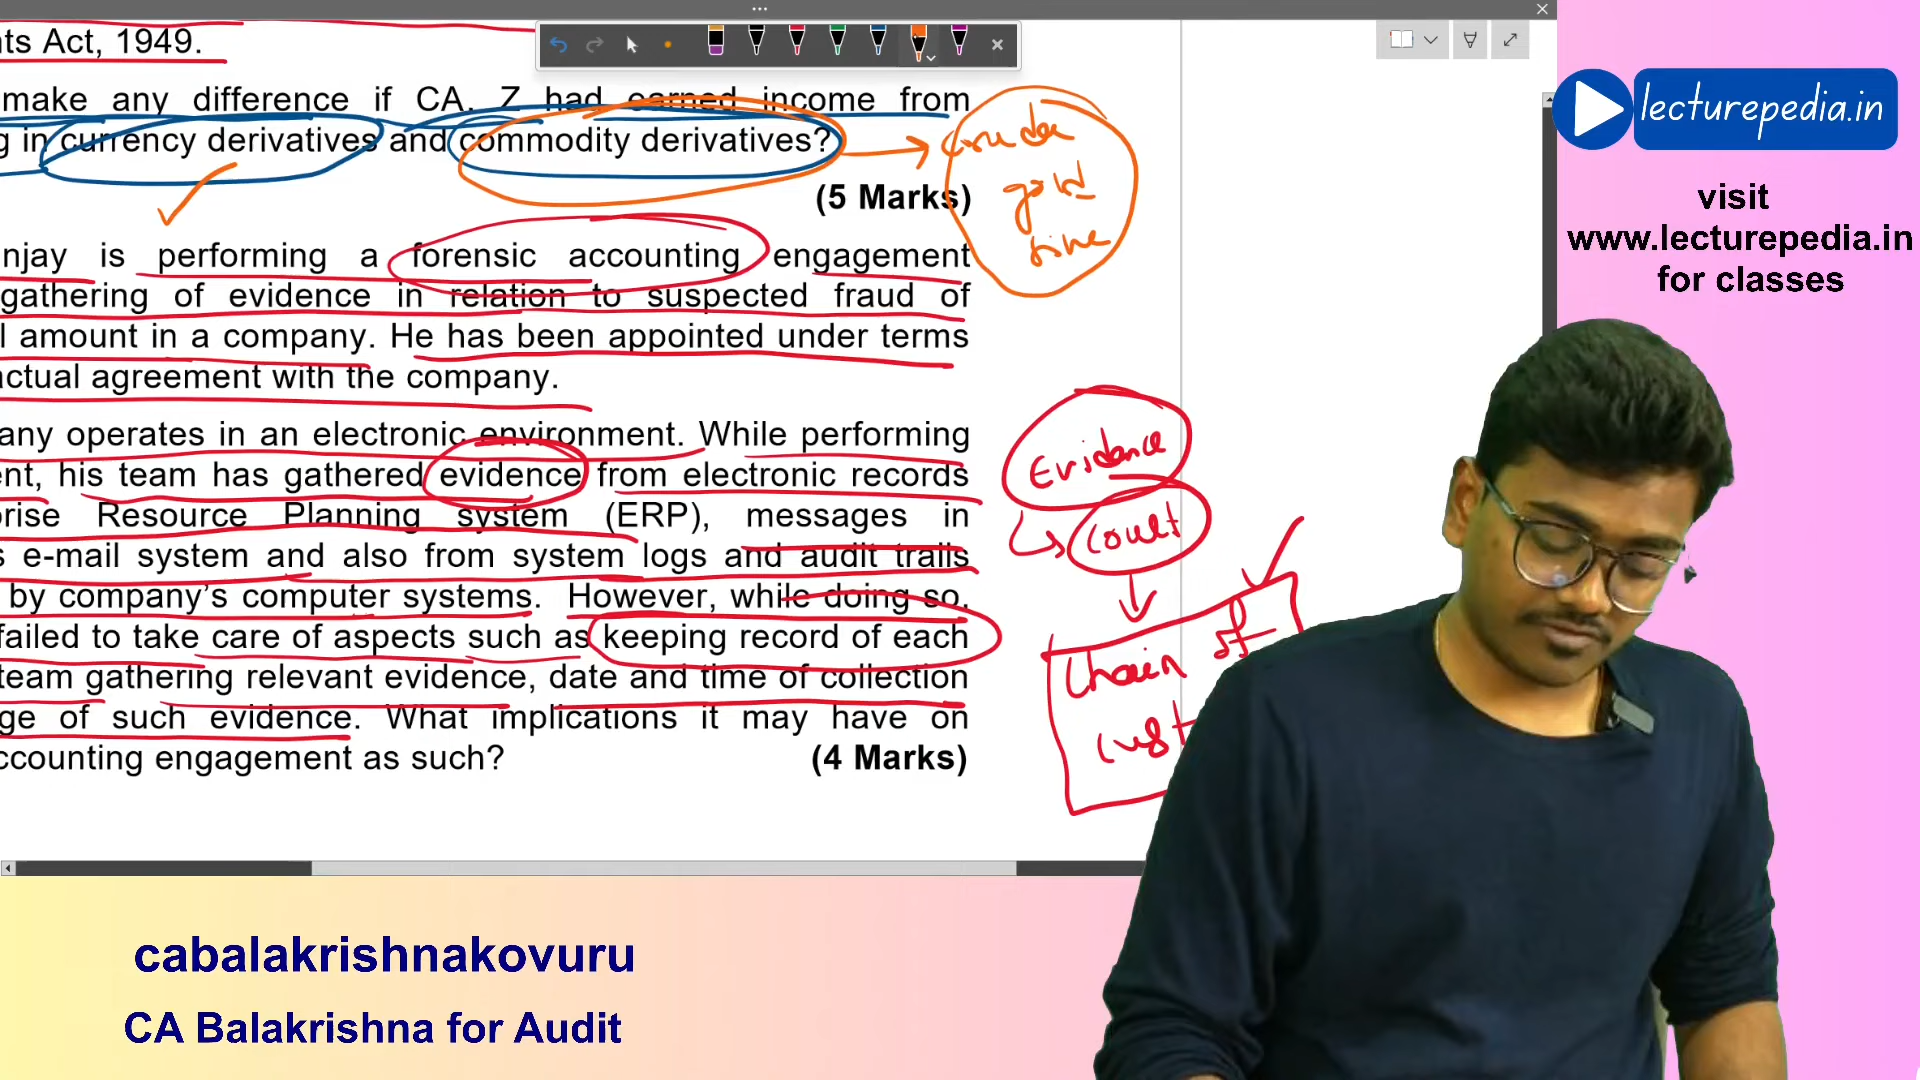 nts Act, 1949.
make any difference if CA. Z had earned income from
g in currency derivatives and commodity derivatives?
(5 Marks)
crude
gold
njay is performing a forensic accounting engagement
gathering of evidence in relation to suspected fraud of
l amount in a company. He has been appointed under terms
actual agreement with the company.
any operates in an electronic environment. While performing
ent, his team has gathered evidence from electronic records
prise Resource Planning system (ERP), messages in
s e-mail system and also from system logs and audit trails
by company's computer systems. However, while doing so,
failed to take care of aspects such as keeping record of each
team gathering relevant evidence, date and time of collection
ge of such evidence. What implications it may have on
ccounting engagement as such?
(4 Marks)
Evidence
Court
Chain of
cust
lecturepedia.in
visit
www.lecturepedia.in
for classes
cabalakrishnakovuru
CA Balakrishna for Audit